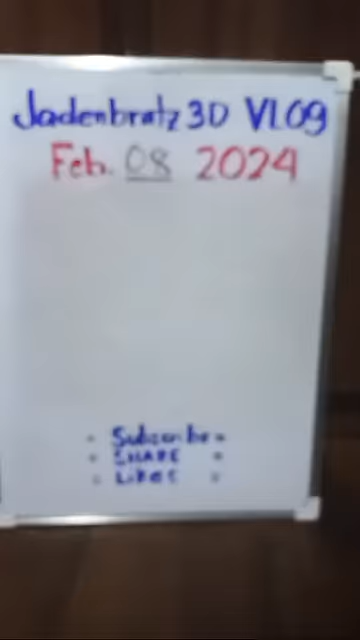 Jadenbratz 3D VLOg
Feb. 08 2024
Subscribe
SHARE
Likes